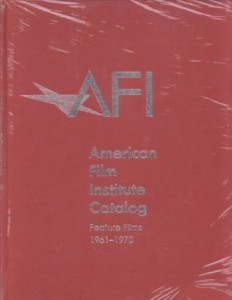 AFI
American
Film
Institute
Catalog
Feature Films
1961–1970